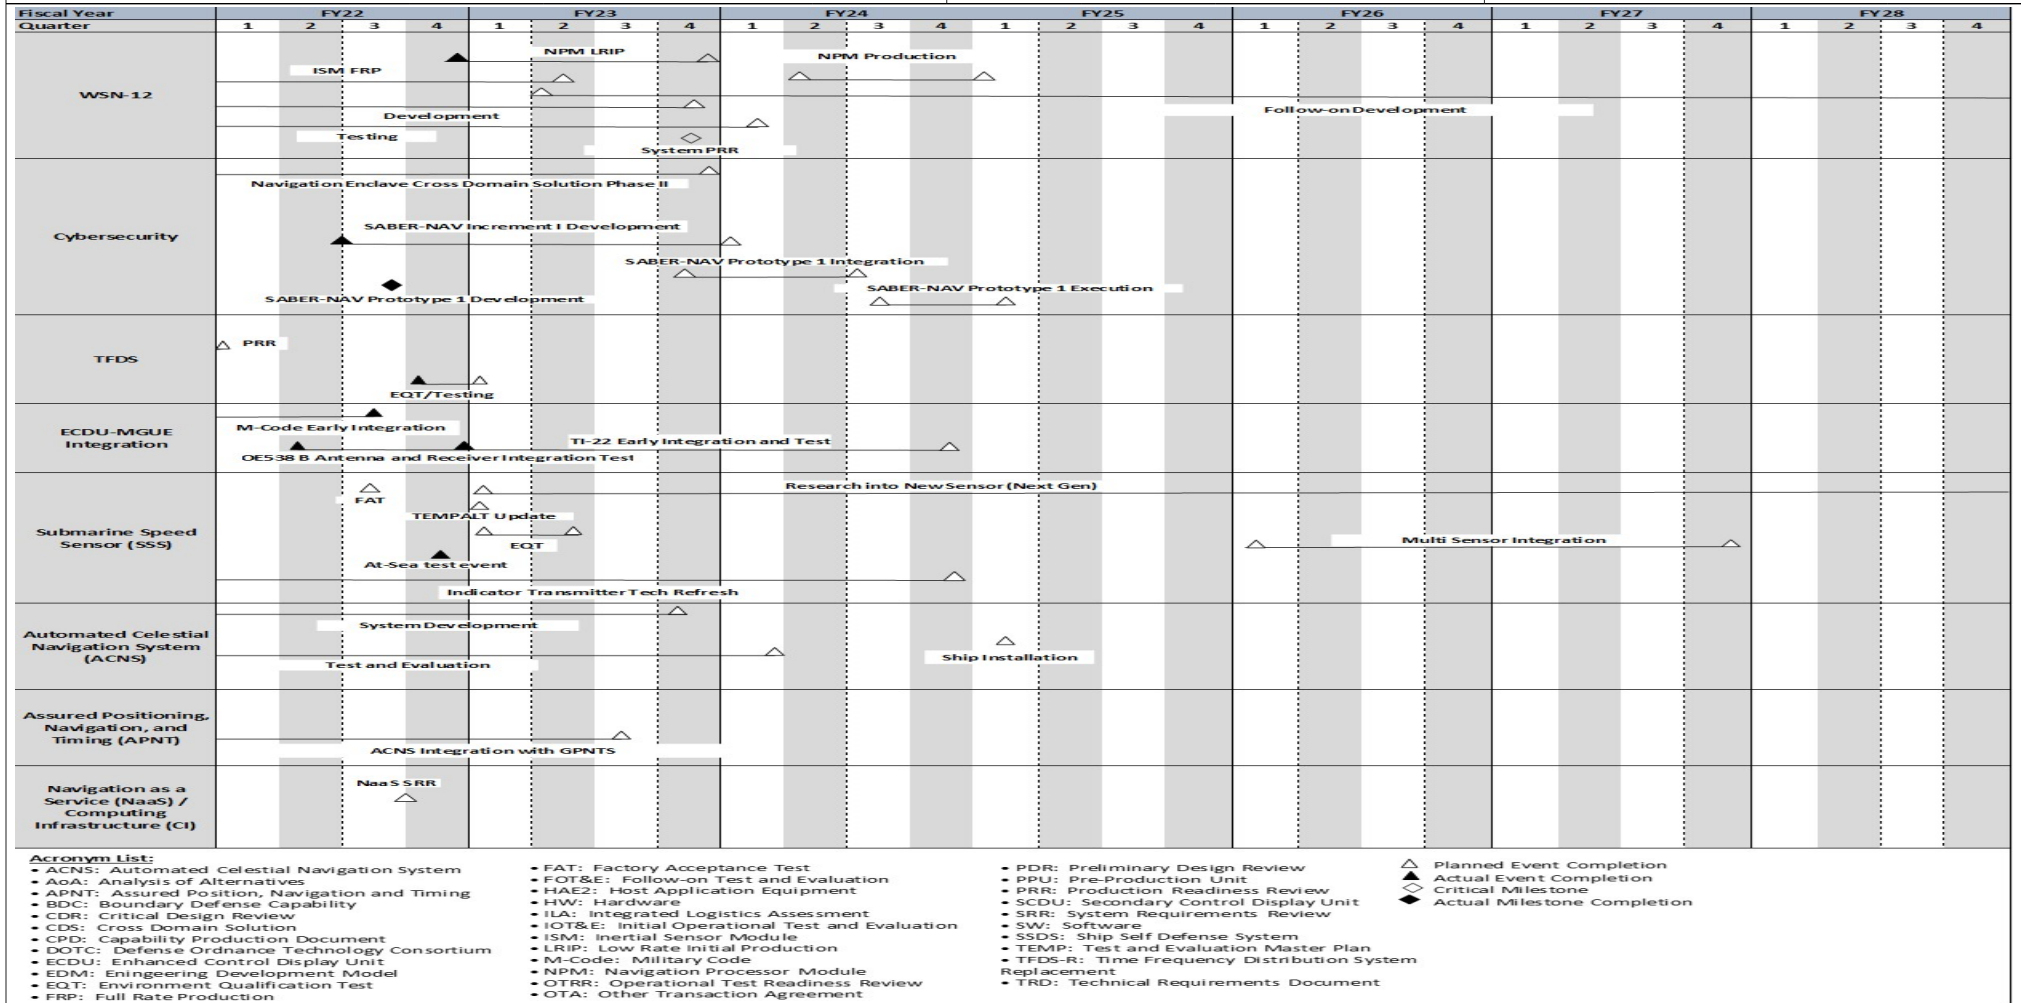 Fiscal Year FY22 FY23 FY24 FY25 FY26 FY27 FY28
Quarter 1 2 3 4 1 2 3 4 1 2 3 4 1 2 3 4 1 2 3 4 1 2 3 4 1 2 3 4
WSN-12
NPM LRIP
NPM Production
ISM FRP
Follow-on Development
Development
Testing
System PRR
Cybersecurity
Navigation Enclave Cross Domain Solution Phase II
SABER-NAV Increment I Development
SABER-NAV Prototype 1 Integration
SABER-NAV Prototype 1 Execution
SABER-NAV Prototype 1 Development
TFDS
PRR
EQT/Testing
ECDU-MGUE
Integration
M-Code Early Integration
TI-22 Early Integration and Test
OE538 B Antenna and Receiver Integration Test
Submarine Speed
Sensor (SSS)
Research into New Sensor (Next Gen)
FAT
TEMPALT Update
EQT
Multi Sensor Integration
At-Sea test event
Indicator Transmitter Tech Refresh
Automated Celestial
Navigation System
(ACNS)
System Development
Ship Installation
Test and Evaluation
Assured Positioning,
Navigation, and
Timing (APNT)
ACNS Integration with GPNTS
Navigation as a
Service (NaaS) /
Computing
Infrastructure (CI)
NaaS SRR
Acronym List:
• ACNS: Automated Celestial Navigation System
• AoA: Analysis of Alternatives
• APNT: Assured Position, Navigation and Timing
• BDC: Boundary Defense Capability
• CDR: Critical Design Review
• CDS: Cross Domain Solution
• CPD: Capability Production Document
• DOTC: Defense Ordnance Technology Consortium
• ECDU: Enhanced Control Display Unit
• EDM: Eningeering Development Model
• EQT: Environment Qualification Test
• FRP: Full Rate Production
• FAT: Factory Acceptance Test
• FOT&E: Follow-on Test and Evaluation
• HAE2: Host Application Equipment
• HW: Hardware
• ILA: Integrated Logistics Assessment
• IOT&E: Initial Operational Test and Evaluation
• ISM: Inertial Sensor Module
• LRIP: Low Rate Initial Production
• M-Code: Military Code
• NPM: Navigation Processor Module
• OTRR: Operational Test Readiness Review
• OTA: Other Transaction Agreement
• PDR: Preliminary Design Review
• PPU: Pre-Production Unit
• PRR: Production Readiness Review
• SCDU: Secondary Control Display Unit
• SRR: System Requirements Review
• SW: Software
• SSDS: Ship Self Defense System
• TEMP: Test and Evaluation Master Plan
• TFDS-R: Time Frequency Distribution System
Replacement
• TRD: Technical Requirements Document
Planned Event Completion
Actual Event Completion
Critical Milestone
Actual Milestone Completion